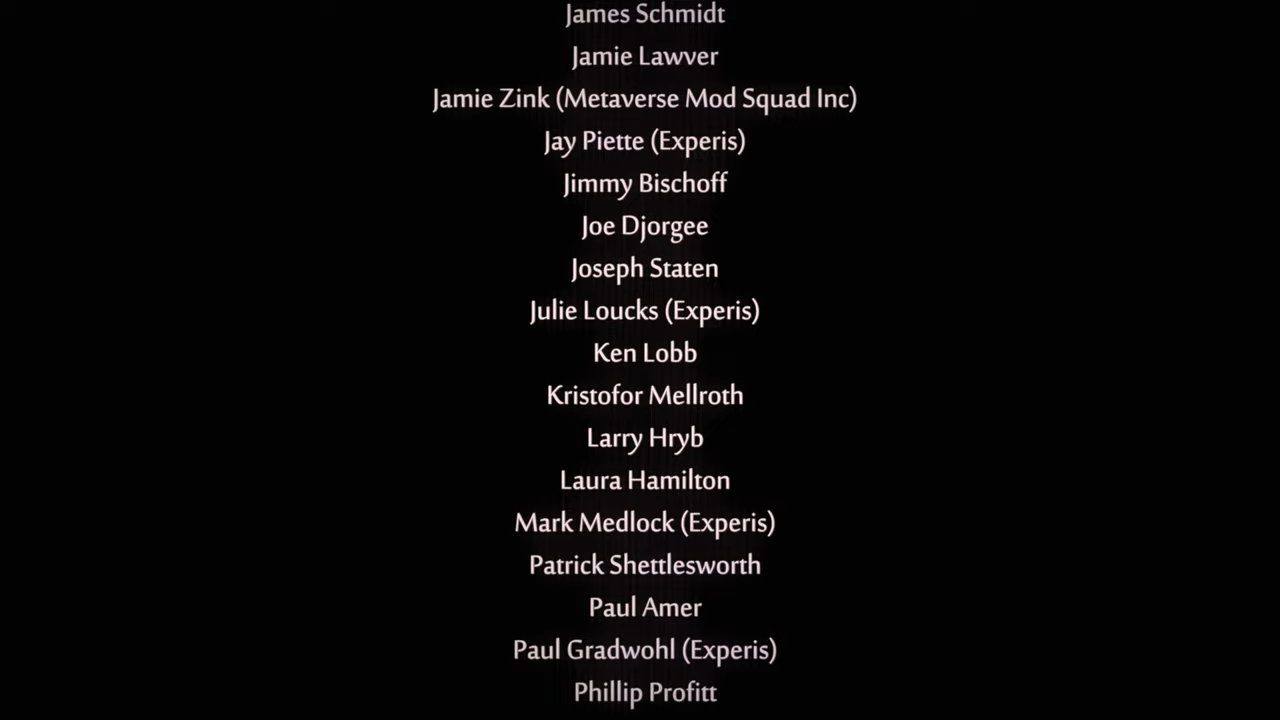 James Schmidt
Jamie Lawver
Jamie Zink (Metaverse Mod Squad Inc)
Jay Piette (Experis)
Jimmy Bischoff
Joe Djorgee
Joseph Staten
Julie Loucks (Experis)
Ken Lobb
Kristofor Mellroth
Larry Hryb
Laura Hamilton
Mark Medlock (Experis)
Patrick Shettlesworth
Paul Amer
Paul Gradwohl (Experis)
Phillip Profitt